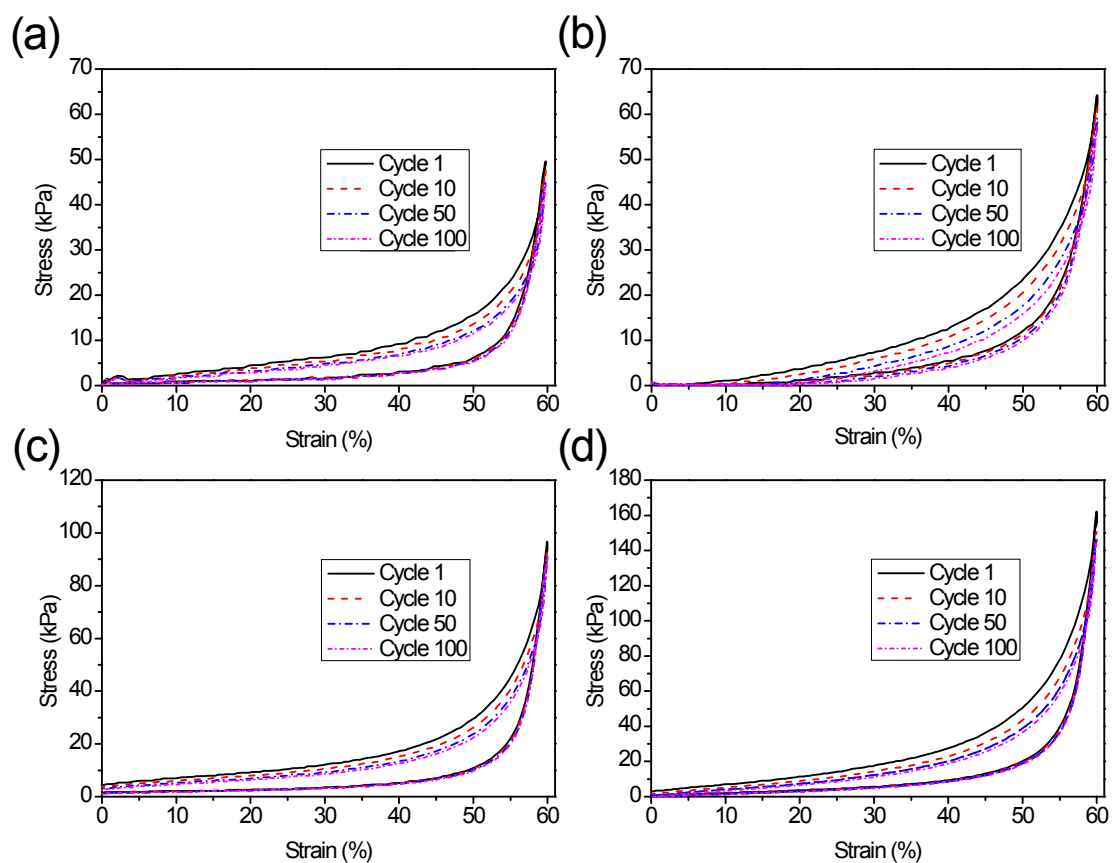 (a)
70
60
50
40
30
20
10
0
Stress (kPa)
Cycle 1
Cycle 10
Cycle 50
Cycle 100
0 10 20 30 40 50 60
Strain (%)
(b)
70
60
50
40
30
20
10
0
Stress (kPa)
Cycle 1
Cycle 10
Cycle 50
Cycle 100
0 10 20 30 40 50 60
Strain (%)
(c)
120
100
80
60
40
20
0
Stress (kPa)
Cycle 1
Cycle 10
Cycle 50
Cycle 100
0 10 20 30 40 50 60
Strain (%)
(d)
180
160
140
120
100
80
60
40
20
0
Stress (kPa)
Cycle 1
Cycle 10
Cycle 50
Cycle 100
0 10 20 30 40 50 60
Strain (%)